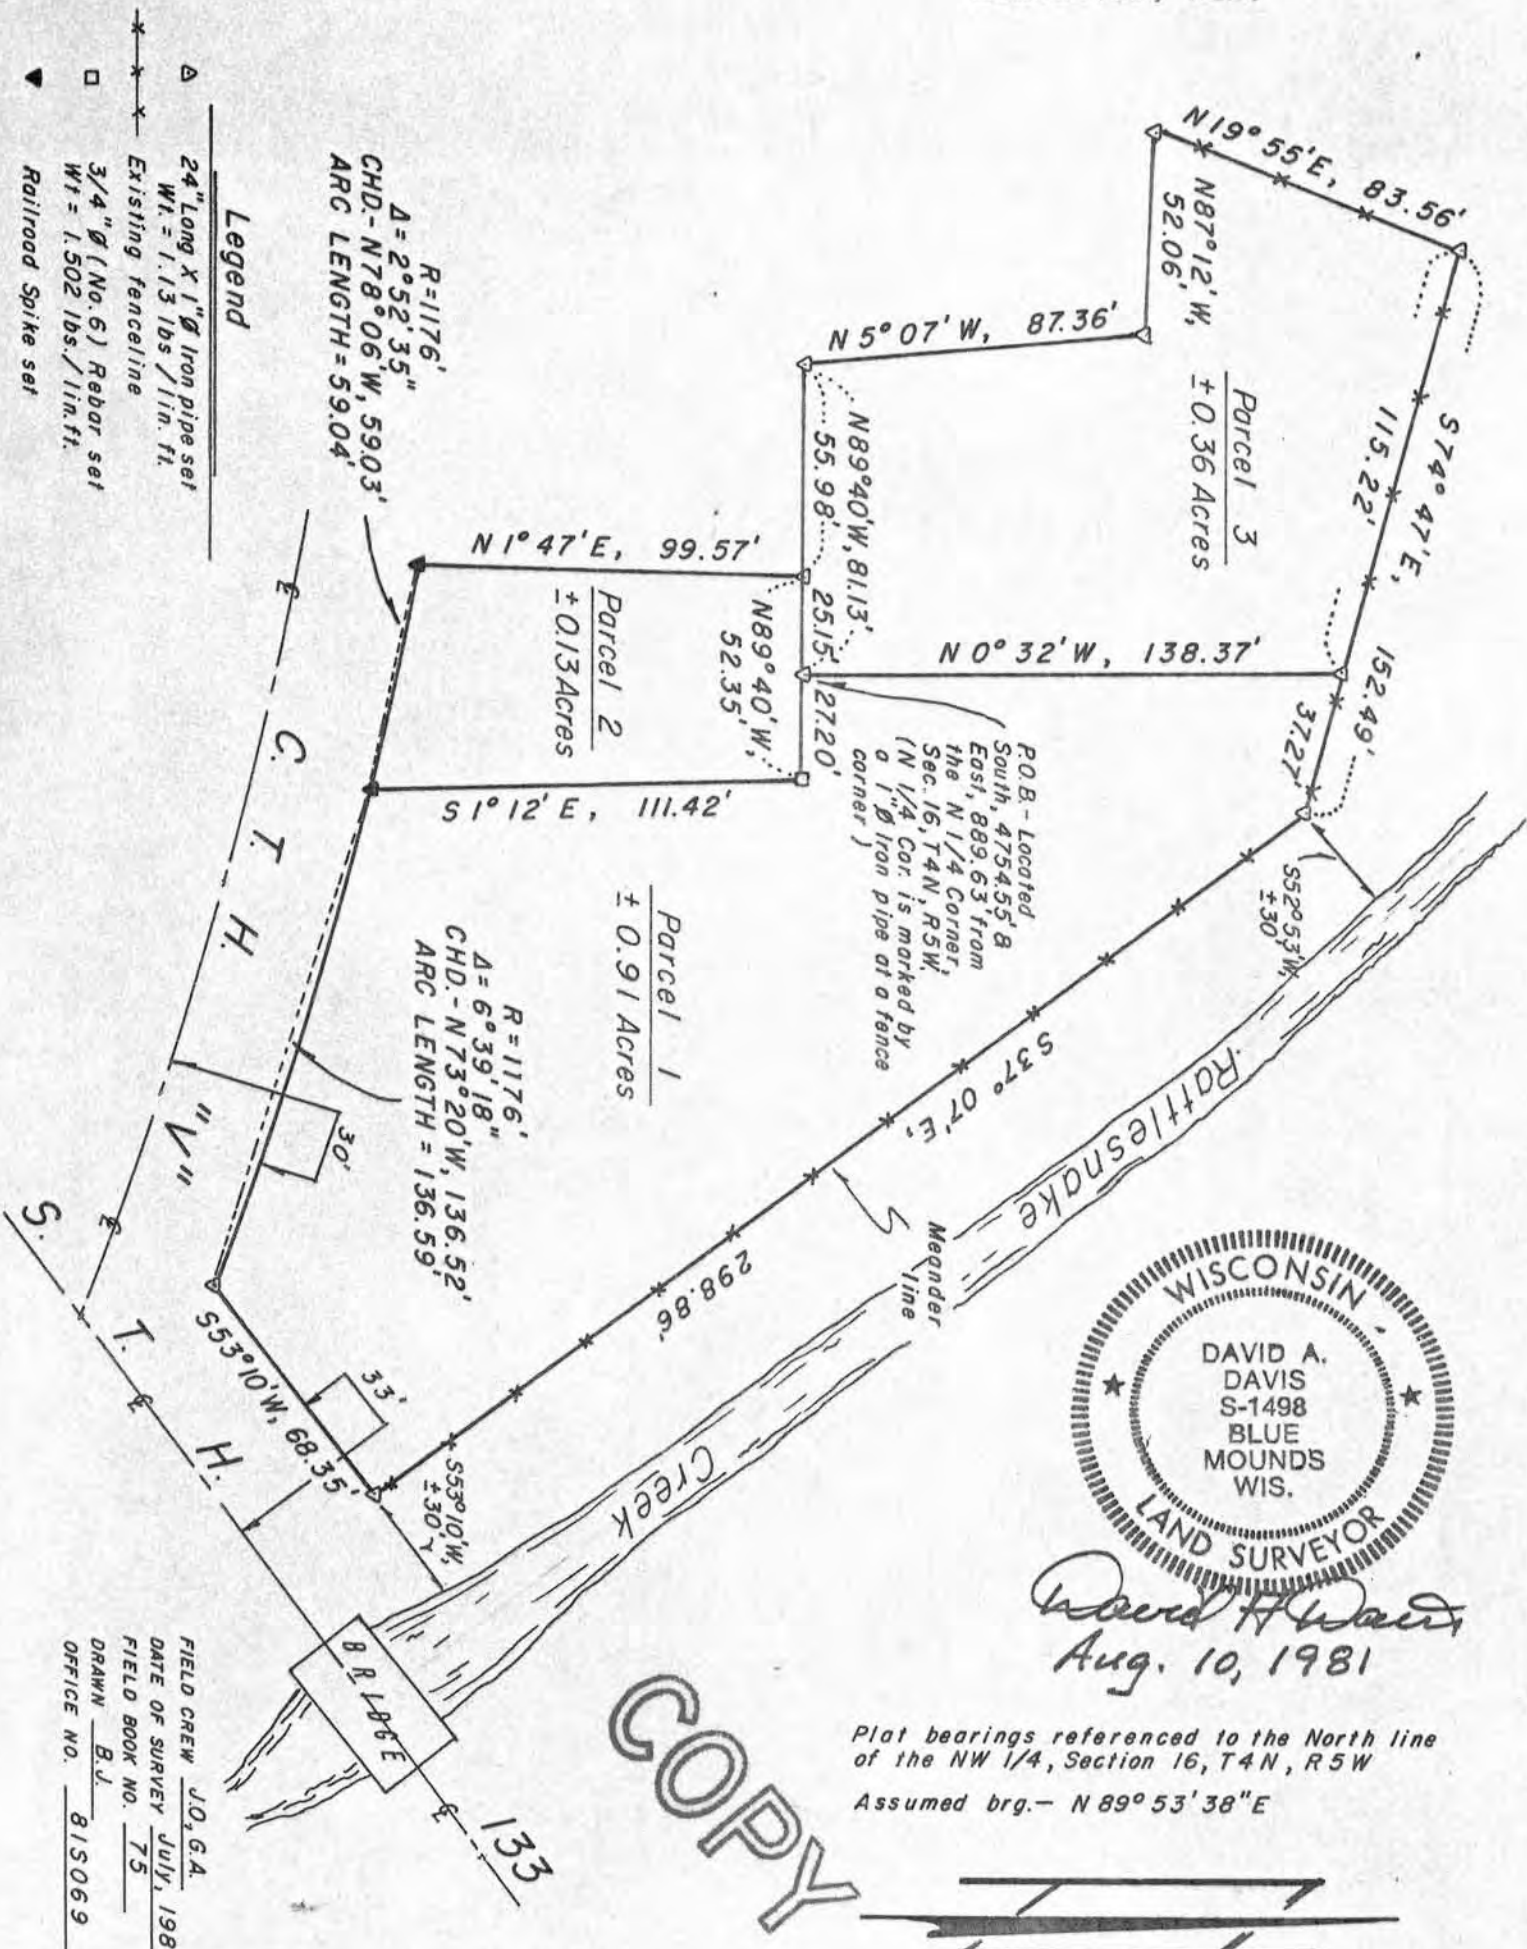 N19°55'E, 83.56'
N87°12'W,
52.06'
S74°47'E, 152.49'
115.22'
37.27'
Parcel 3
±0.36 Acres
N5°07'W, 87.36'
N89°40'W, 81.13'
55.98'
25.15'
27.20'
N0°32'W, 138.37'
N1°47'E, 99.57'
N89°40'W,
52.35'
Parcel 2
±0.13 Acres
S1°12'E, 111.42'
P.O.B.- Located
South, 4754.55' &
East, 889.63' from
the N 1/4 Corner,
Sec. 16, T4N, R5W.
(N 1/4 Cor. is marked by
a 1"Ø Iron pipe at a fence
corner)
S52°53'W,
±30'
R=1176'
Δ=2°52'35"
CHD.- N78°06'W, 59.03'
ARC LENGTH=59.04'
Parcel 1
±0.91 Acres
R=1176'
Δ=6°39'18"
CHD.- N73°20'W, 136.52'
ARC LENGTH=136.59'
S37°07'E,
298.86'
Meander
line
Rattlesnake
Creek
Legend
24" Long X 1"Ø Iron pipe set
Wt.=1.13 lbs/lin. ft.
Existing fenceline
3/4"Ø (No.6) Rebar set
Wt=1.502 lbs./lin.ft.
Railroad Spike set
C. T. H. "V"
30'
S53°10'W, 68.35'
33'
S53°10'W,
±30'
S. T. H. 133
BRIDGE
WISCONSIN
DAVID A.
DAVIS
S-1498
BLUE
MOUNDS
WIS.
LAND SURVEYOR
David A Davis
Aug. 10, 1981
Plat bearings referenced to the North line
of the NW 1/4, Section 16, T4N, R5W
Assumed brg.- N89°53'38"E
COPY
FIELD CREW J.O, G.A.
DATE OF SURVEY July, 198
FIELD BOOK NO. 75
DRAWN B.J.
OFFICE NO. 81S069